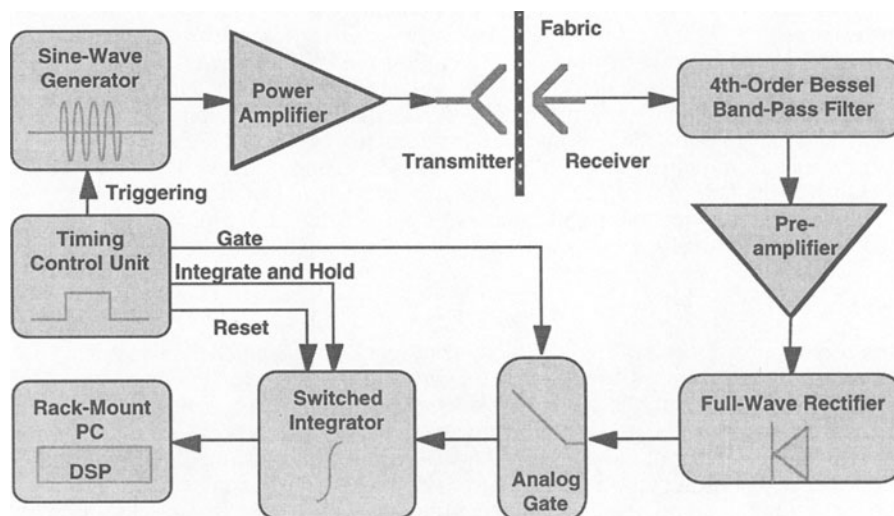 Sine-Wave
Generator
Power
Amplifier
Fabric
Transmitter
Receiver
4th-Order Bessel
Band-Pass Filter
Triggering
Timing
Control Unit
Gate
Integrate and Hold
Reset
Pre-
amplifier
Rack-Mount
PC
DSP
Switched
Integrator
Analog
Gate
Full-Wave Rectifier